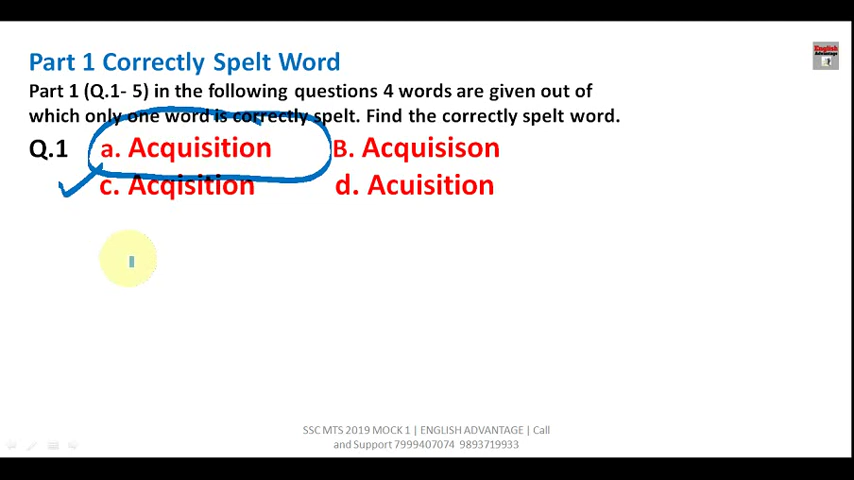 Part 1 Correctly Spelt Word
English
Advantage
Part 1 (Q.1- 5) in the following questions 4 words are given out of
which only one word is correctly spelt. Find the correctly spelt word.
Q.1 a. Acquisition B. Acquisison
c. Acqisition d. Acuisition
SSC MTS 2019 MOCK 1 | ENGLISH ADVANTAGE | Call
and Support 7999407074 9893719933